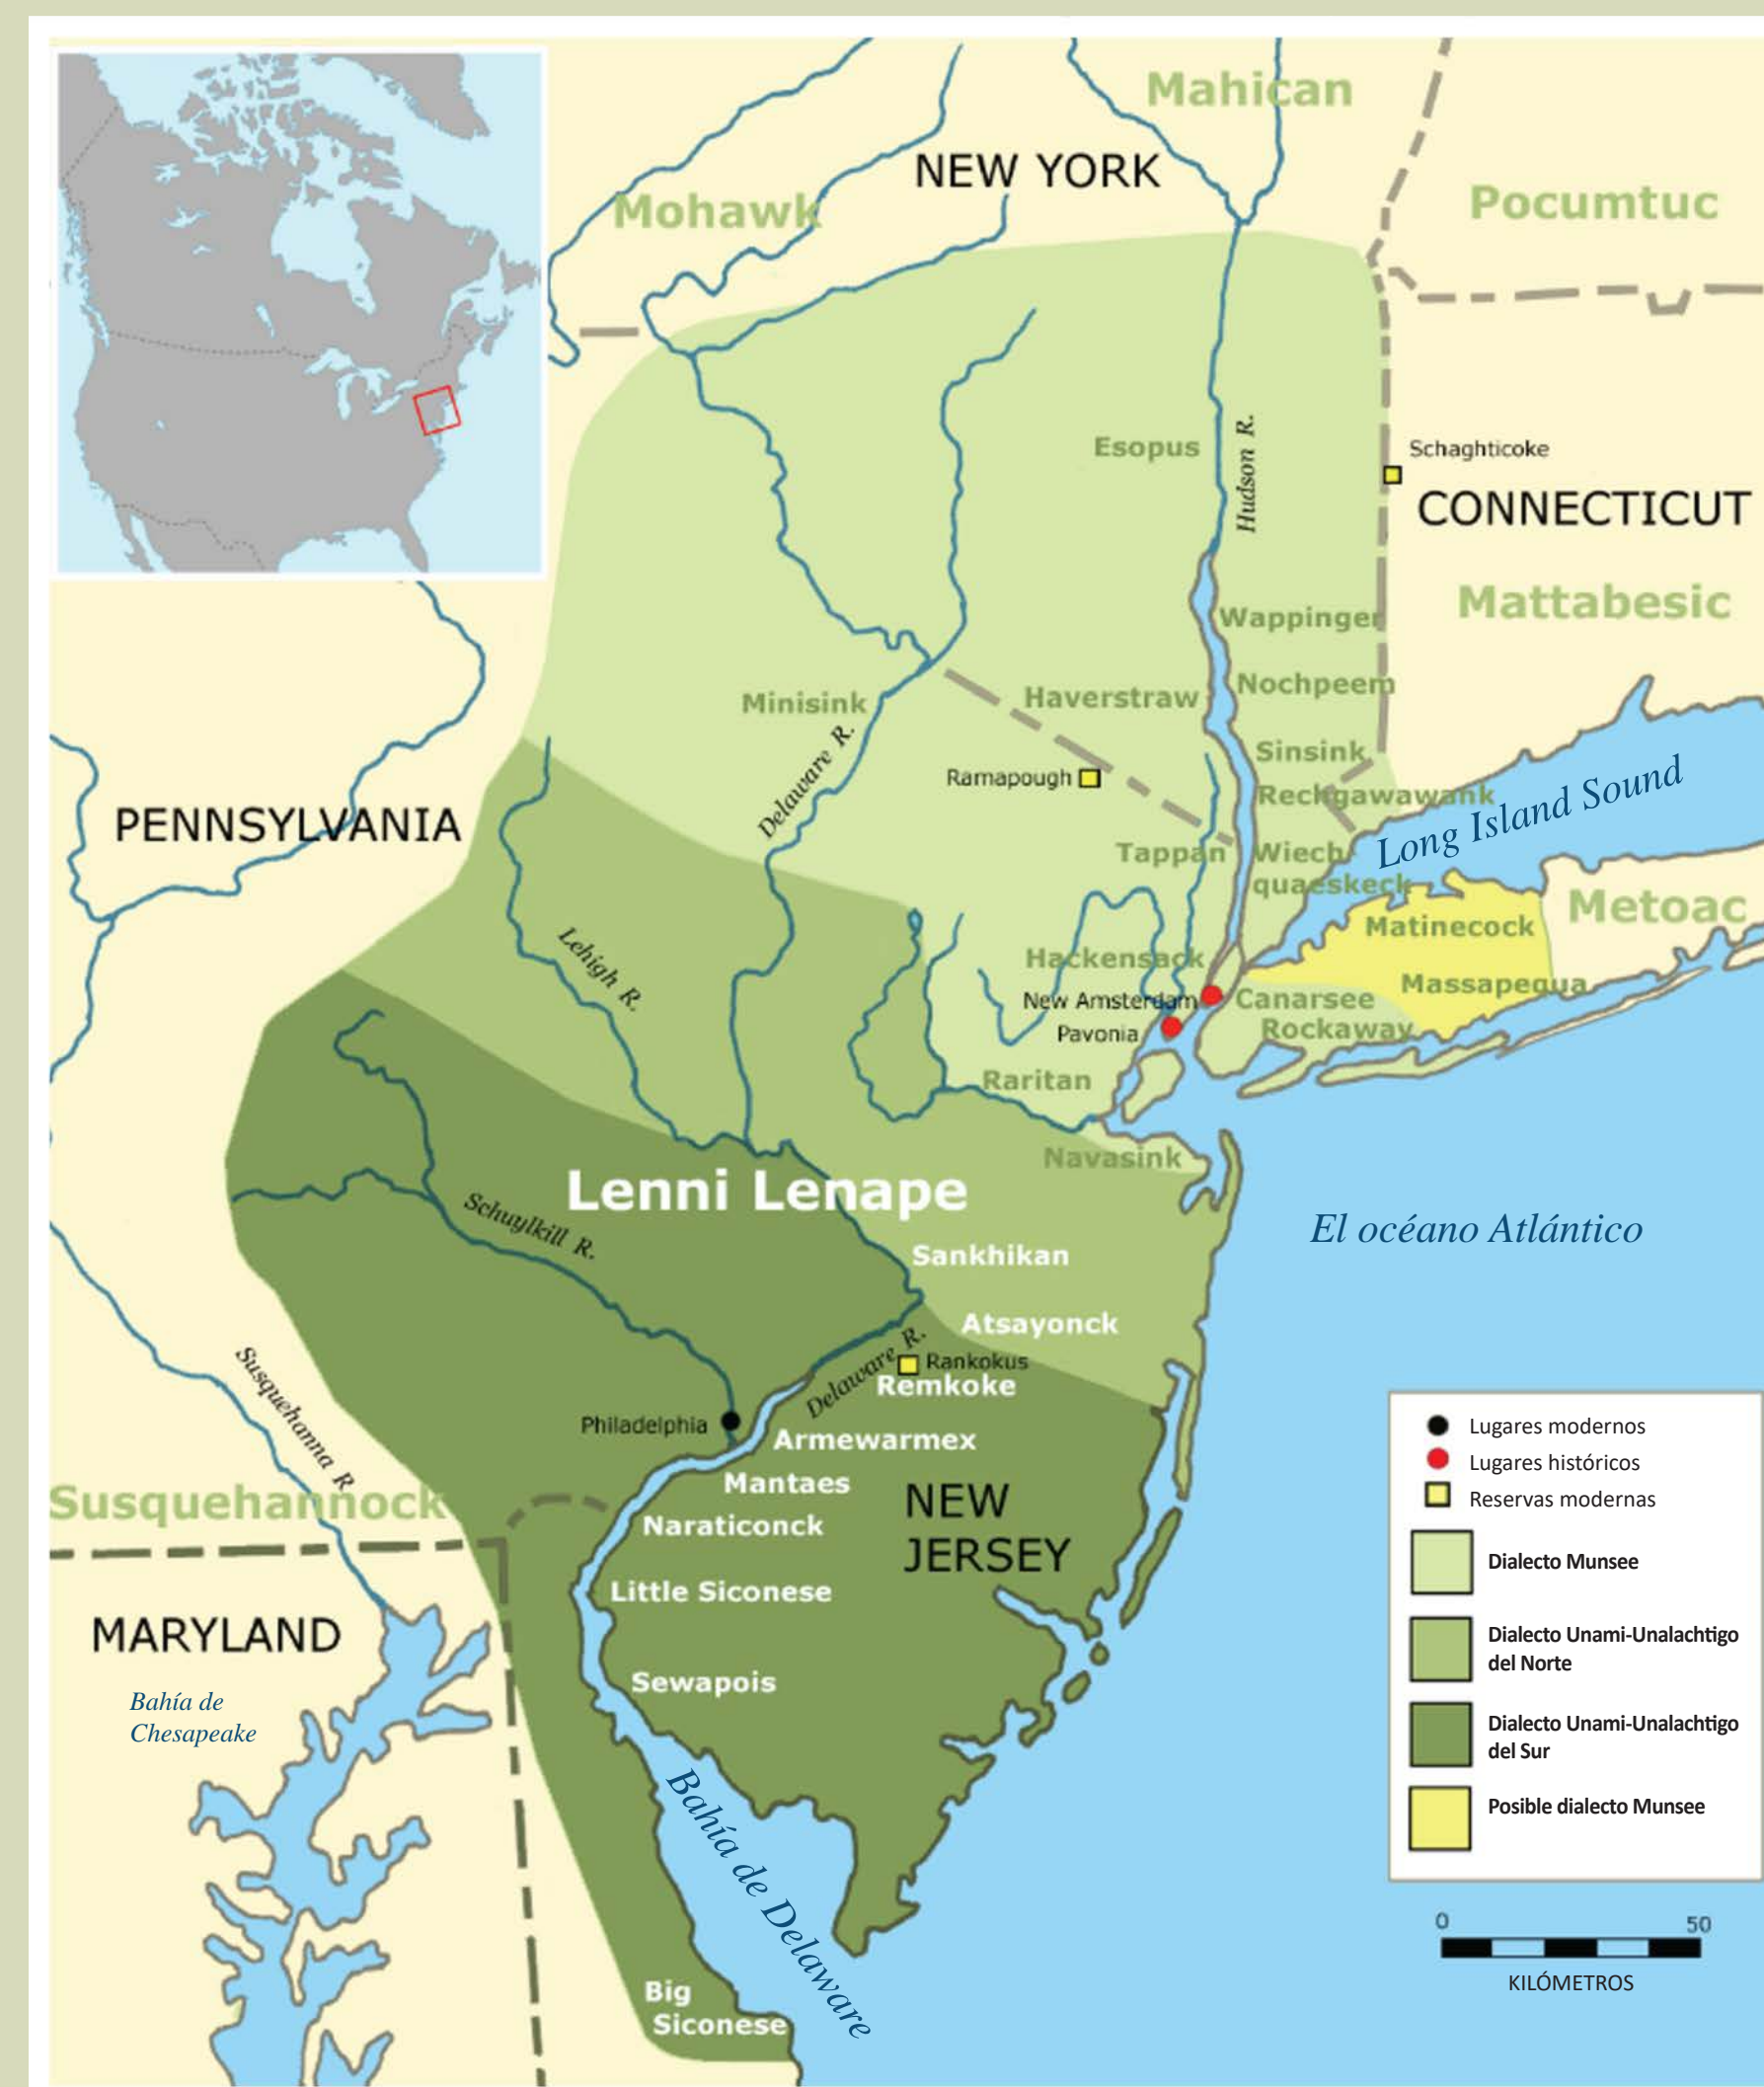 Mahican
NEW YORK
Mohawk
Pocumtuc
Esopus
Hudson R.
Schaghticoke
CONNECTICUT
Mattabesic
Wappinger
Minisink
Haverstraw
Nochpeem
Delaware R.
Sinsink
Ramapough
Rechgawawank
Long Island Sound
PENNSYLVANIA
Tappan
Wiech
quaeskeck
Metoac
Matinecock
Lehigh R.
Hackensack
Massapequa
New Amsterdam
Canarsee
Pavonia
Rockaway
Raritan
Navasink
Lenni Lenape
Schuylkill R.
El océano Atlántico
Sankhikan
Atsayonck
Delaware R.
Rankokus
Remkoke
Susquehanna R
Philadelphia
Armewarmex
Mantaes
Susquehannock
NEW
JERSEY
Naraticonck
Little Siconese
MARYLAND
Sewapois
Bahía de
Chesapeake
Bahía de Delaware
Big
Siconese
Lugares modernos
Lugares históricos
Reservas modernas
Dialecto Munsee
Dialecto Unami-Unalachtigo
del Norte
Dialecto Unami-Unalachtigo
del Sur
Posible dialecto Munsee
0 50
KILÓMETROS